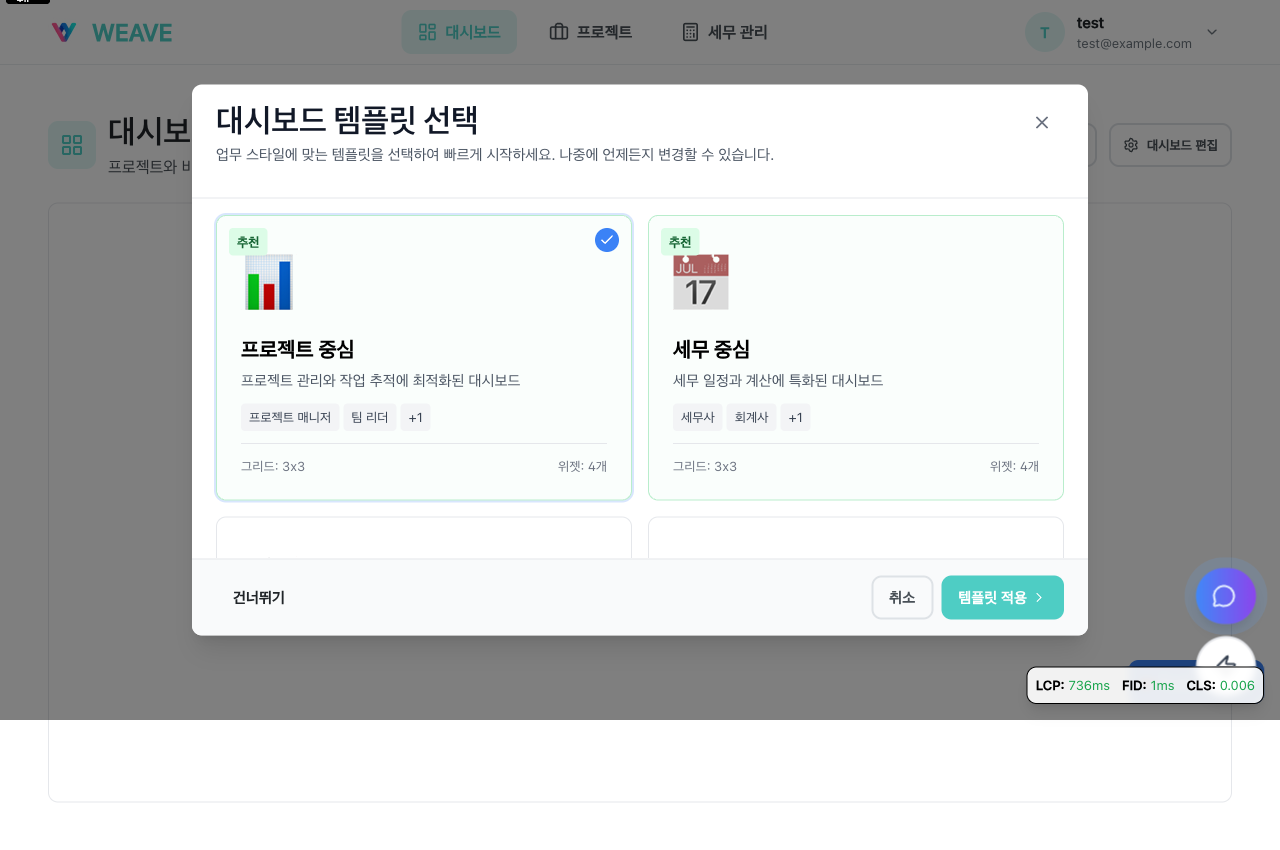 WEAVE
대시보드
프로젝트
세무 관리
T
test
test@example.com
대시보
프로젝트와 비
대시보드 편집
대시보드 템플릿 선택
업무 스타일에 맞는 템플릿을 선택하여 빠르게 시작하세요. 나중에 언제든지 변경할 수 있습니다.
추천
프로젝트 중심
프로젝트 관리와 작업 추적에 최적화된 대시보드
프로젝트 매니저 팀 리더 +1
그리드: 3x3 위젯: 4개
추천
JUL
17
세무 중심
세무 일정과 계산에 특화된 대시보드
세무사 회계사 +1
그리드: 3x3 위젯: 4개
건너뛰기
취소
템플릿 적용
LCP: 736ms FID: 1ms CLS: 0.006